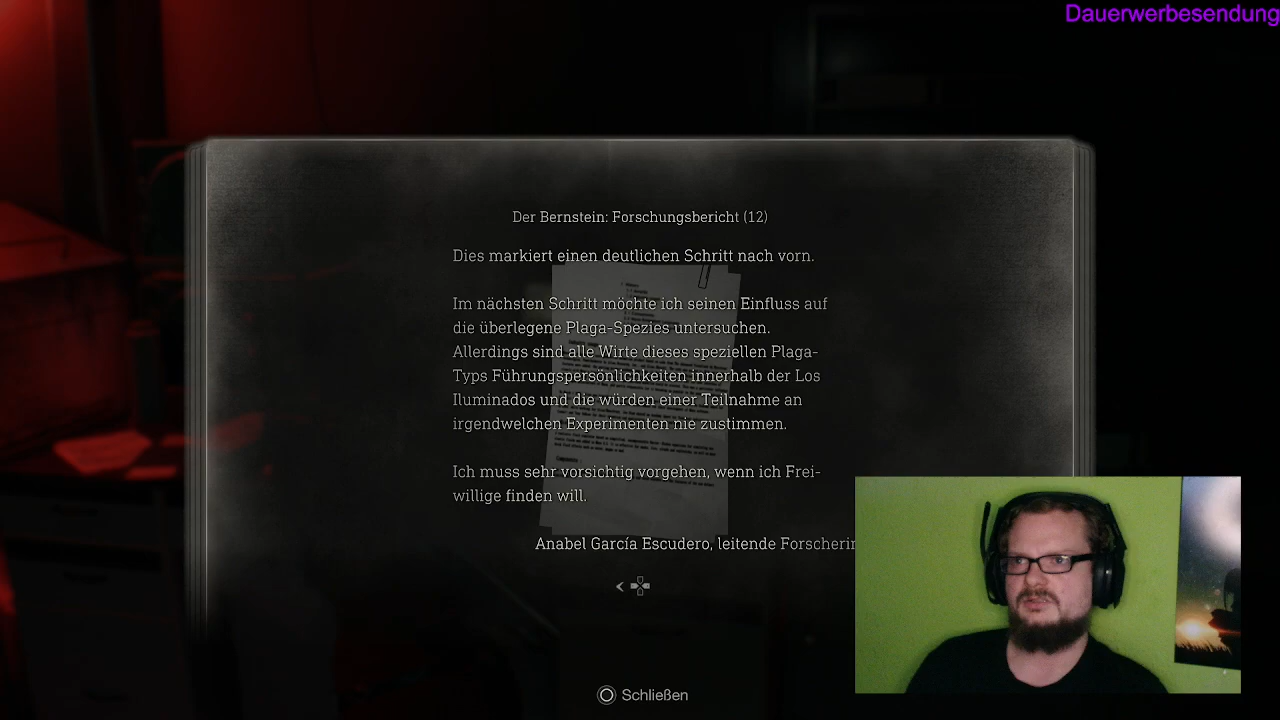 Dauerwerbesendung
Der Bernstein: Forschungsbericht (12)
Dies markiert einen deutlichen Schritt nach vorn.
Im nächsten Schritt möchte ich seinen Einfluss auf
die überlegene Plaga-Spezies untersuchen.
Allerdings sind alle Wirte dieses speziellen Plaga-
Typs Führungspersönlichkeiten innerhalb der Los
Iluminados und die würden einer Teilnahme an
irgendwelchen Experimenten nie zustimmen.
Ich muss sehr vorsichtig vorgehen, wenn ich Frei-
willige finden will.
Anabel García Escudero, leitende Forscherin
Schließen